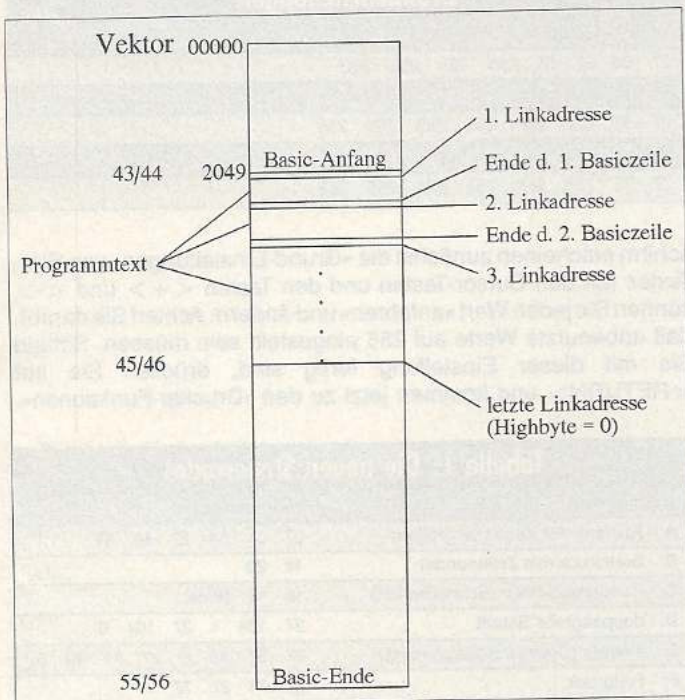 Vektor 00000
1. Linkadresse
43/44 2049 Basic-Anfang
Ende d. 1. Basiczeile
2. Linkadresse
Ende d. 2. Basiczeile
Programmtext
3. Linkadresse
45/46
letzte Linkadresse
(Highbyte = 0)
55/56 Basic-Ende